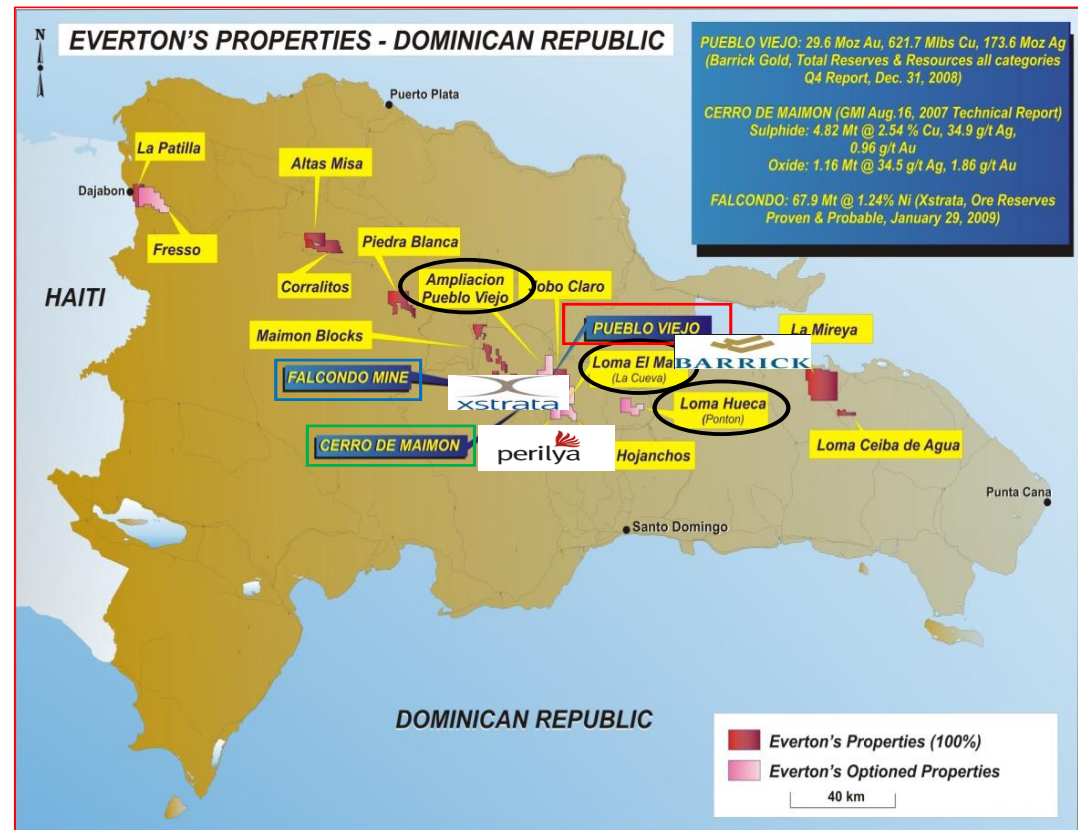 N
EVERTON'S PROPERTIES - DOMINICAN REPUBLIC
PUEBLO VIEJO: 29.6 Moz Au, 621.7 Mlbs Cu, 173.6 Moz Ag
(Barrick Gold, Total Reserves & Resources all categories
Q4 Report, Dec. 31, 2008)
CERRO DE MAIMON (GMI Aug.16, 2007 Technical Report)
Sulphide: 4.82 Mt @ 2.54 % Cu, 34.9 g/t Ag,
0.96 g/t Au
Oxide: 1.16 Mt @ 34.5 g/t Ag, 1.86 g/t Au
FALCONDO: 67.9 Mt @ 1.24% Ni (Xstrata, Ore Reserves
Proven & Probable, January 29, 2009)
Puerto Plata
La Patilla
Altas Misa
Dajabon
Fresso
Piedra Blanca
Corralitos
Ampliacion
Pueblo Viejo
Jobo Claro
HAITI
Maimon Blocks
PUEBLO VIEJO
La Mireya
BARRICK
Loma El Ma
(La Cueva)
FALCONDO MINE
xstrata
Loma Hueca
(Ponton)
CERRO DE MAIMON
perilya
Hojanchos
Loma Ceiba de Agua
Punta Cana
Santo Domingo
DOMINICAN REPUBLIC
Everton's Properties (100%)
Everton's Optioned Properties
40 km